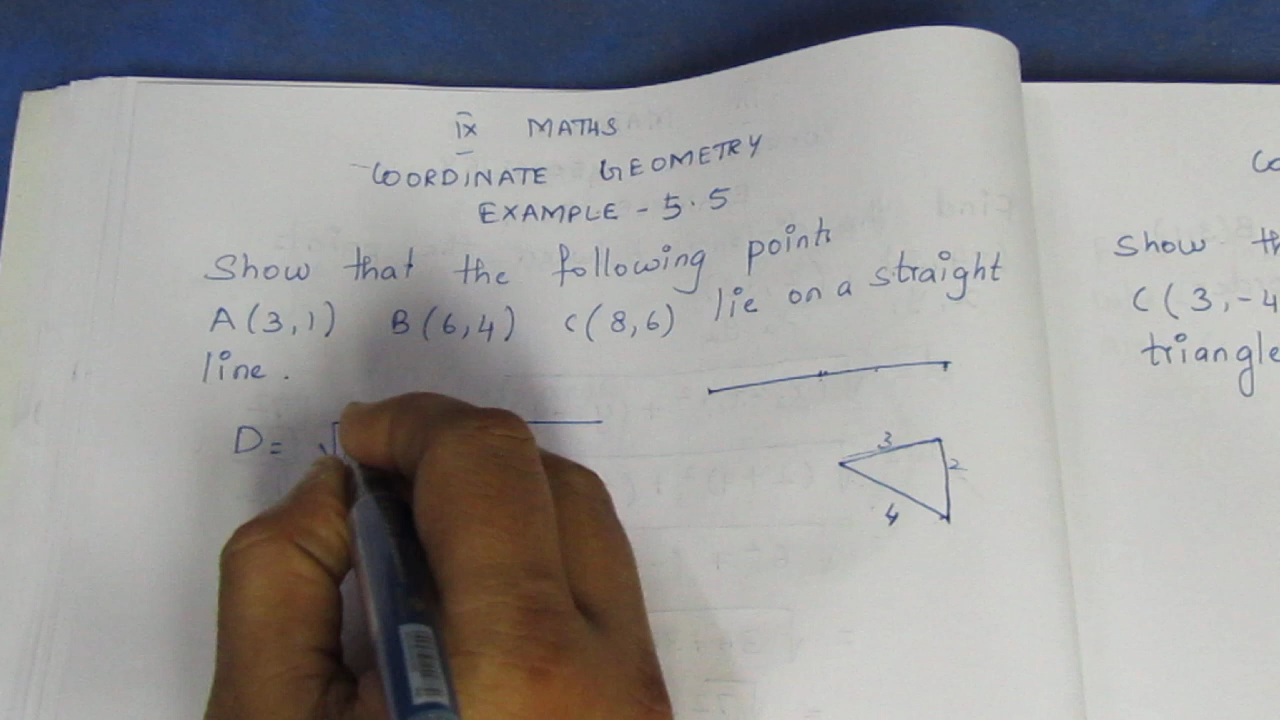 IX MATHS
COORDINATE GEOMETRY
EXAMPLE - 5.5
Show that the following points
A(3,1) B(6,4) C(8,6) lie on a straight
line.
D= √
3
2
4
Show th
C(3,-4
triangle